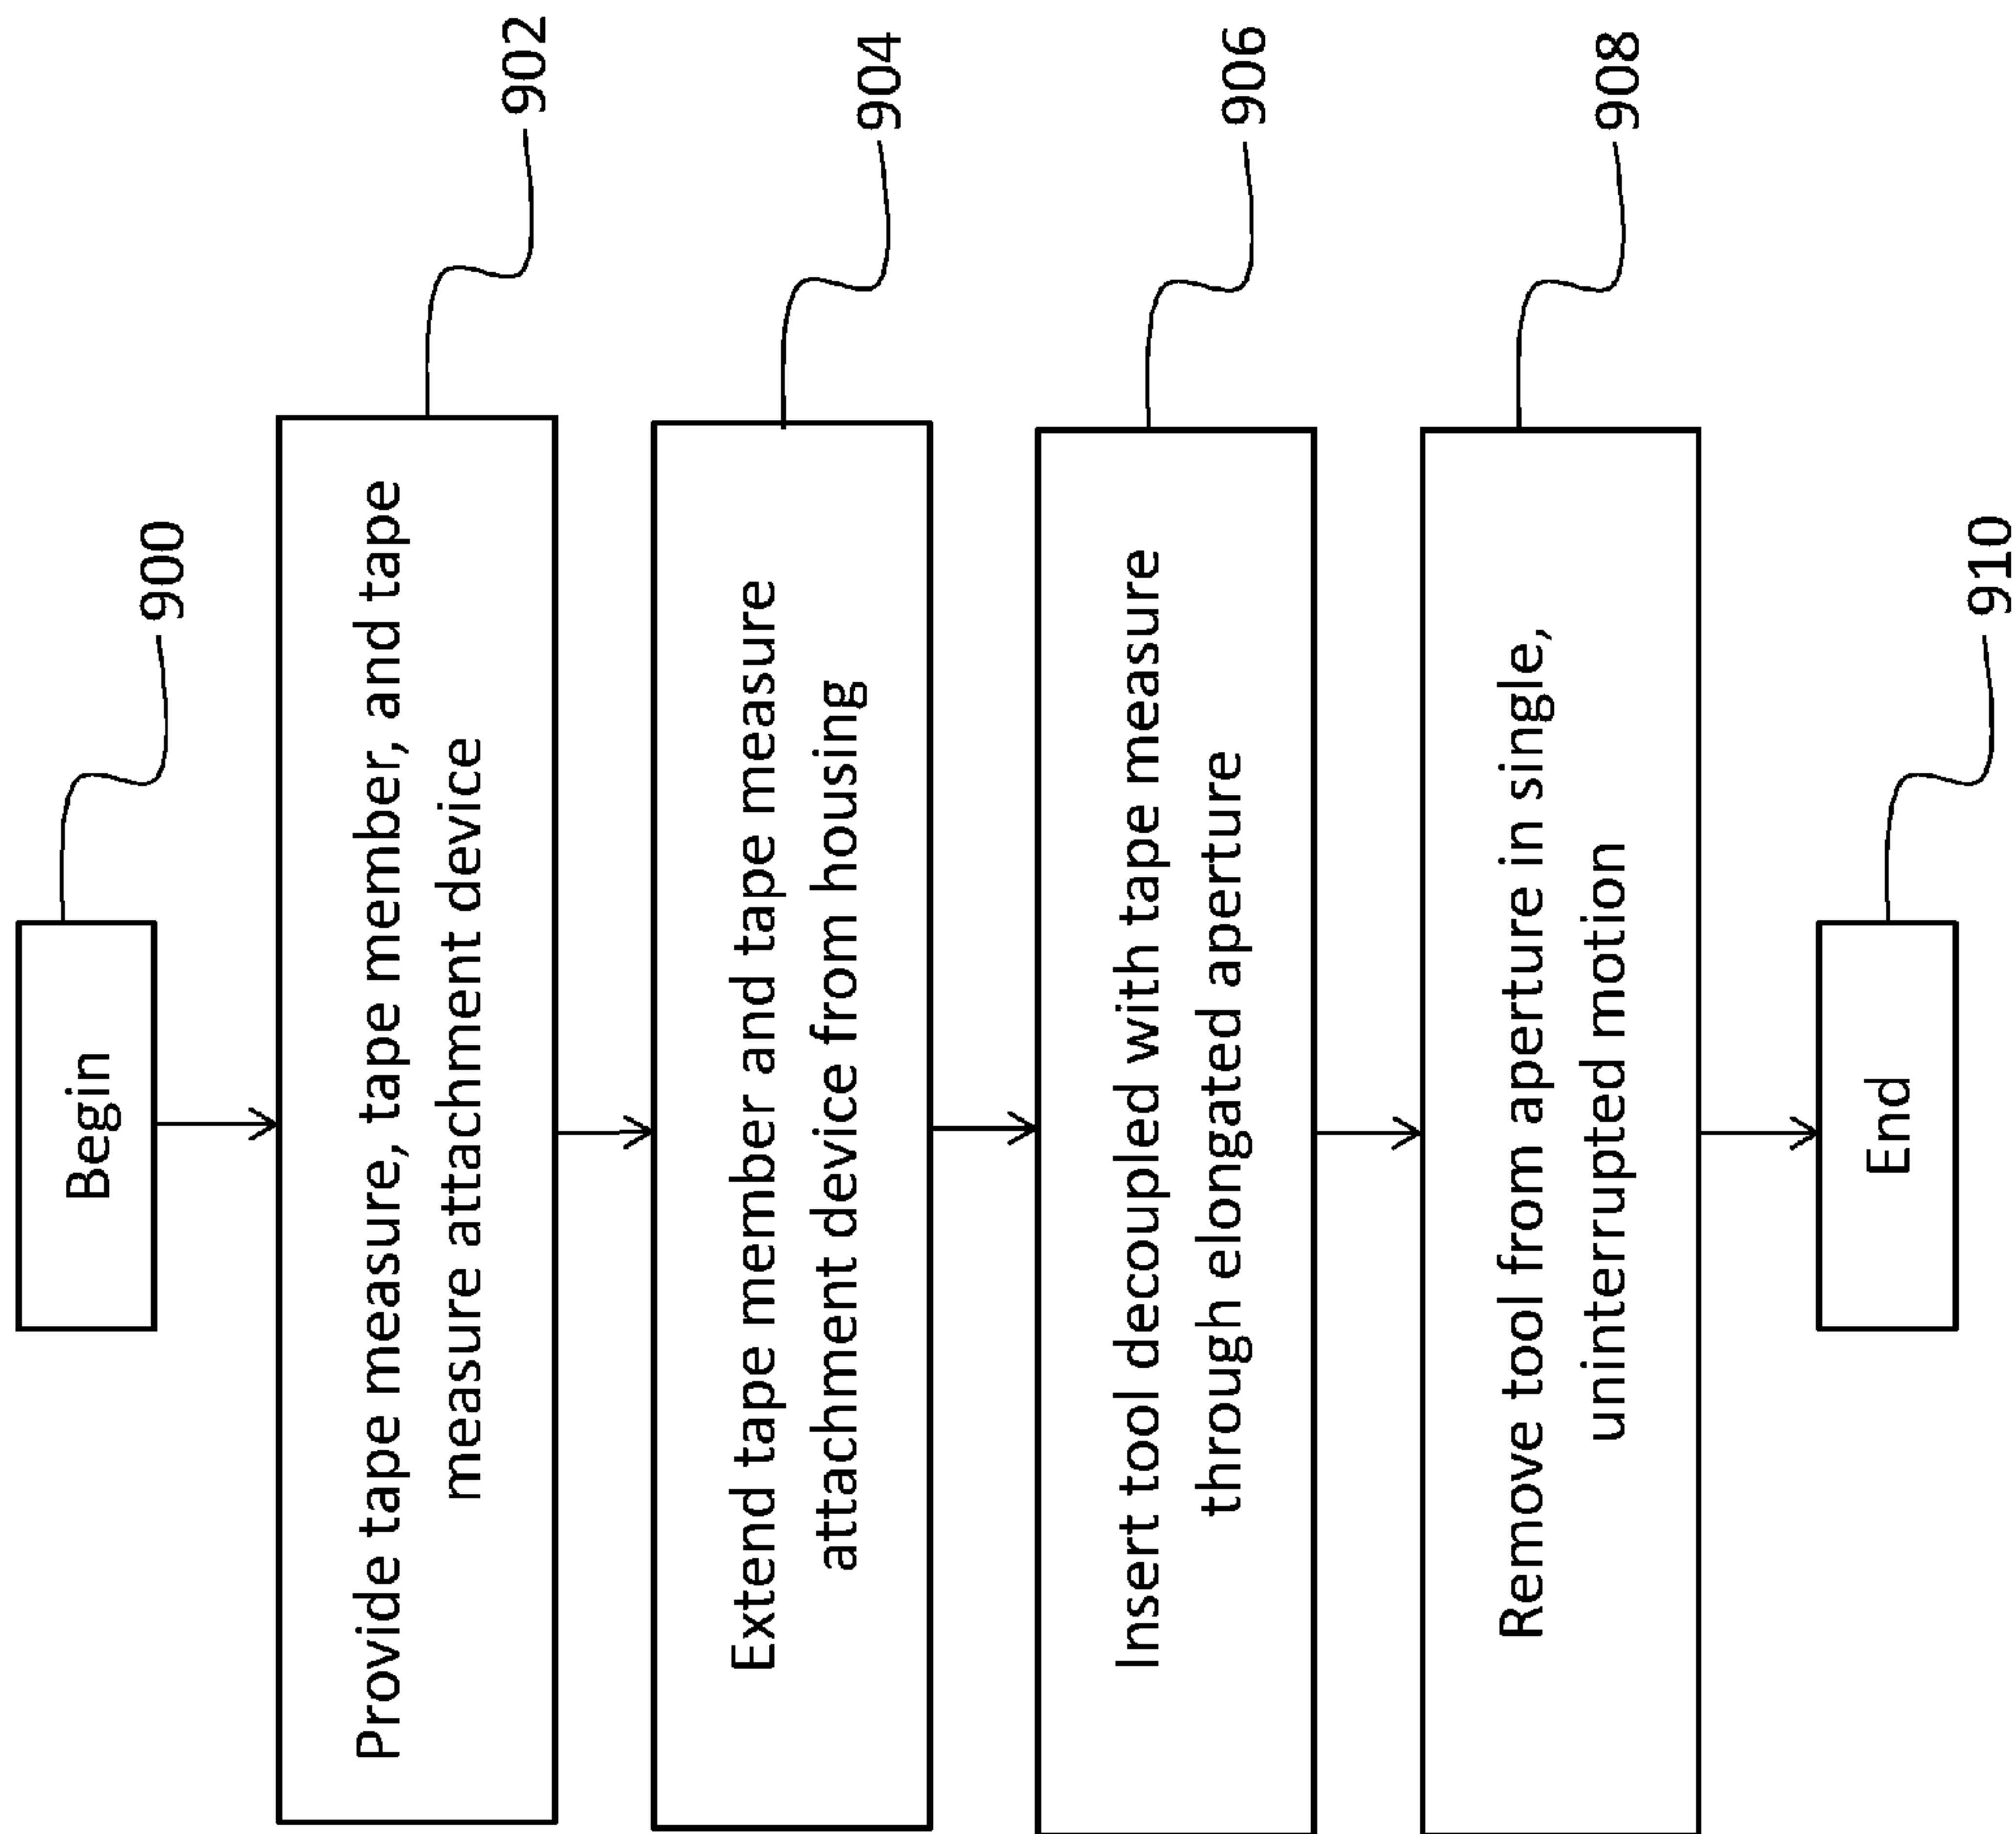 Begin
900
Provide tape measure, tape member, and tape
measure attachment device
902
Extend tape member and tape measure
attachment device from housing
904
Insert tool decoupled with tape measure
through elongated aperture
906
Remove tool from aperture in single,
uninterrupted motion
908
End
910